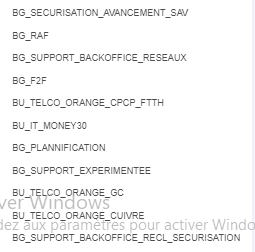 BG_SECURISATION_AVANCEMENT_SAV
BG_RAF
BG_SUPPORT_BACKOFFICE_RESEAUX
BG_F2F
BU_TELCO_ORANGE_CPCP_FTTH
BU_IT_MONEY30
BG_PLANNIFICATION
BG_SUPPORT_EXPERIMENTEE
BU_TELCO_ORANGE_GC
ver Windows
BU_TELCO_ORANGE_CUIVRE
dez aux paramètres pour activer Windo
BG_SUPPORT_BACKOFFICE_RECL_SECURISATION